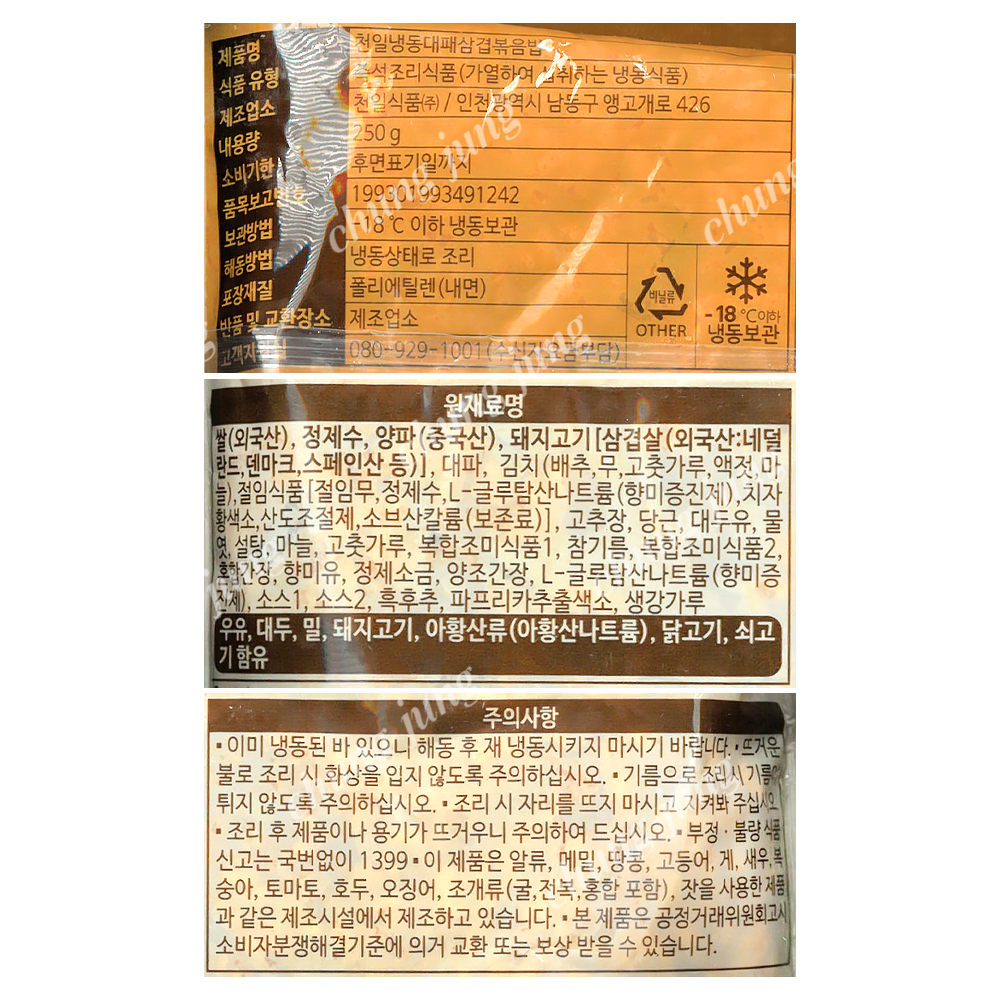 제품명 천일냉동대패삼겹볶음밥
식품 유형 즉석조리식품(가열하여 섭취하는 냉동식품)
제조업소 천일식품㈜ / 인천광역시 남동구 앵고개로 426
내용량 250 g
소비기한 후면표기일까지
품목보고번호 199301993491242
보관방법 -18 ℃ 이하 냉동보관
해동방법 냉동상태로 조리
포장재질 폴리에틸렌(내면)
반품 및 교환장소 제조업소
고객지원실 080-929-1001(수신자요금부담)
비닐류
OTHER
-18 ℃이하
냉동보관
원재료명
쌀(외국산), 정제수, 양파(중국산), 돼지고기[삼겹살(외국산:네덜
란드,덴마크,스페인산 등)], 대파, 김치(배추,무,고춧가루,액젓,마
늘),절임식품[절임무,정제수,L-글루탐산나트륨(향미증진제),치자
황색소,산도조절제,소브산칼륨(보존료)], 고추장, 당근, 대두유, 물
엿, 설탕, 마늘, 고춧가루, 복합조미식품1, 참기름, 복합조미식품2,
혼합간장, 향미유, 정제소금, 양조간장, L-글루탐산나트륨(향미증
진제), 소스1, 소스2, 흑후추, 파프리카추출색소, 생강가루
우유, 대두, 밀, 돼지고기, 아황산류(아황산나트륨), 닭고기, 쇠고
기 함유
주의사항
▪이미 냉동된 바 있으니 해동 후 재 냉동시키지 마시기 바랍니다. ▪뜨거운
불로 조리 시 화상을 입지 않도록 주의하십시오. ▪기름으로 조리시 기름이
튀지 않도록 주의하십시오. ▪조리 시 자리를 뜨지 마시고 지켜봐 주십시오.
▪조리 후 제품이나 용기가 뜨거우니 주의하여 드십시오. ▪부정·불량 식품
신고는 국번없이 1399 ▪이 제품은 알류, 메밀, 땅콩, 고등어, 게, 새우, 복
숭아, 토마토, 호두, 오징어, 조개류(굴,전복,홍합 포함), 잣을 사용한 제품
과 같은 제조시설에서 제조하고 있습니다. ▪본 제품은 공정거래위원회고시
소비자분쟁해결기준에 의거 교환 또는 보상 받을 수 있습니다.
chung jung